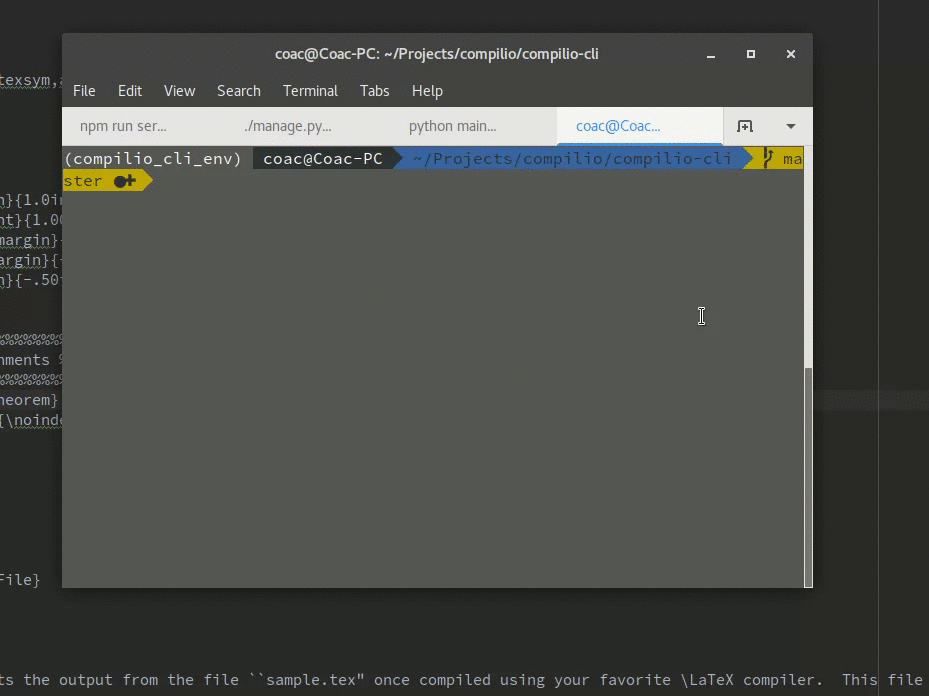 coac@Coac-PC: ~/Projects/compilio/compilio-cli
texsym,
File Edit View Search Terminal Tabs Help
npm run ser... ./manage.py... python main... coac@Coac...
(compilio_cli_env) coac@Coac-PC ~/Projects/compilio/compilio-cli ma
ster
}{1.0i
nt}{1.0
margin}
argin}{
}{-.50
%%%%%%
nments %
%%%%%%
heorem}
{\noind
File}
ts the output from the file ``sample.tex" once compiled using your favorite \LaTeX compiler. This file